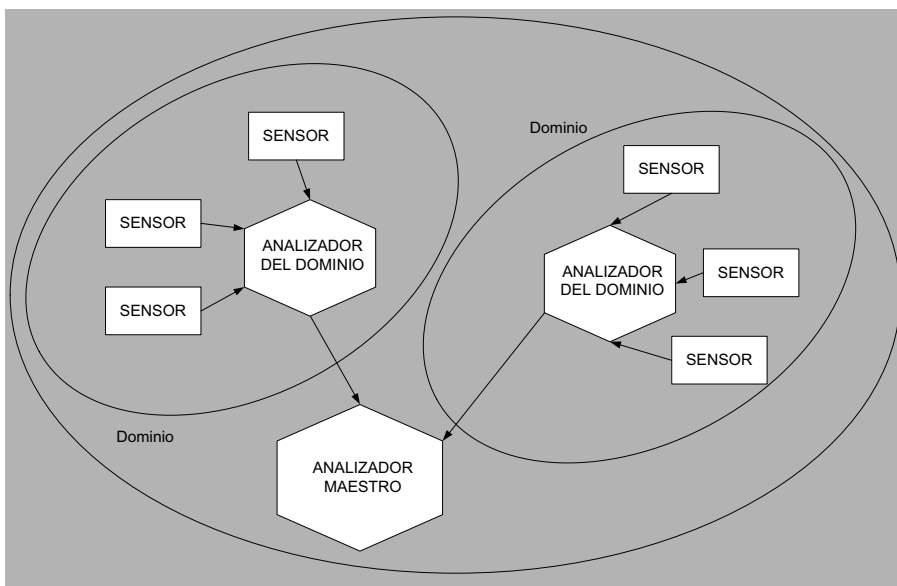 SENSOR
SENSOR
SENSOR
ANALIZADOR
DEL DOMINIO
Dominio
Dominio
SENSOR
SENSOR
SENSOR
ANALIZADOR
DEL DOMINIO
ANALIZADOR
MAESTRO